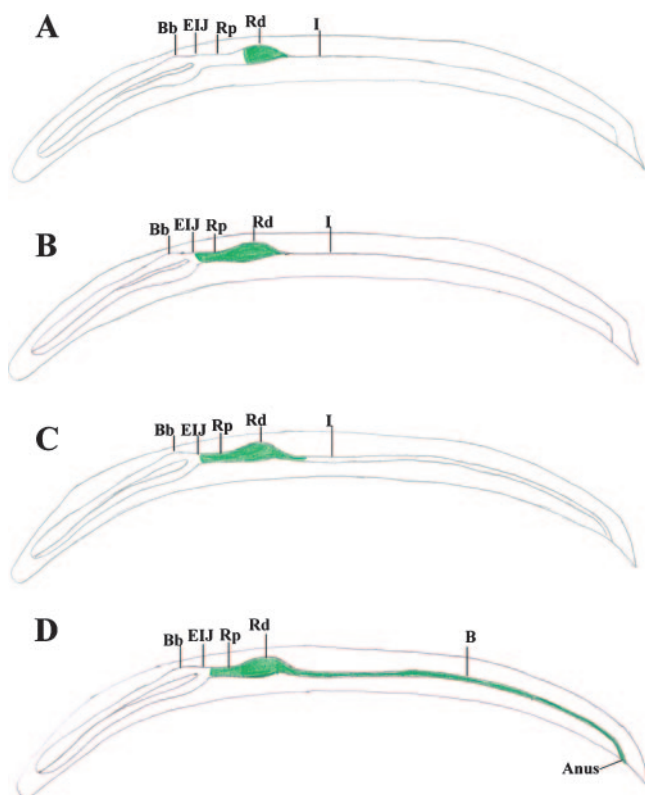 A
Bb EIJ Rp Rd I
B
Bb EIJ Rp Rd I
C
Bb EIJ Rp Rd I
D
Bb EIJ Rp Rd B
Anus